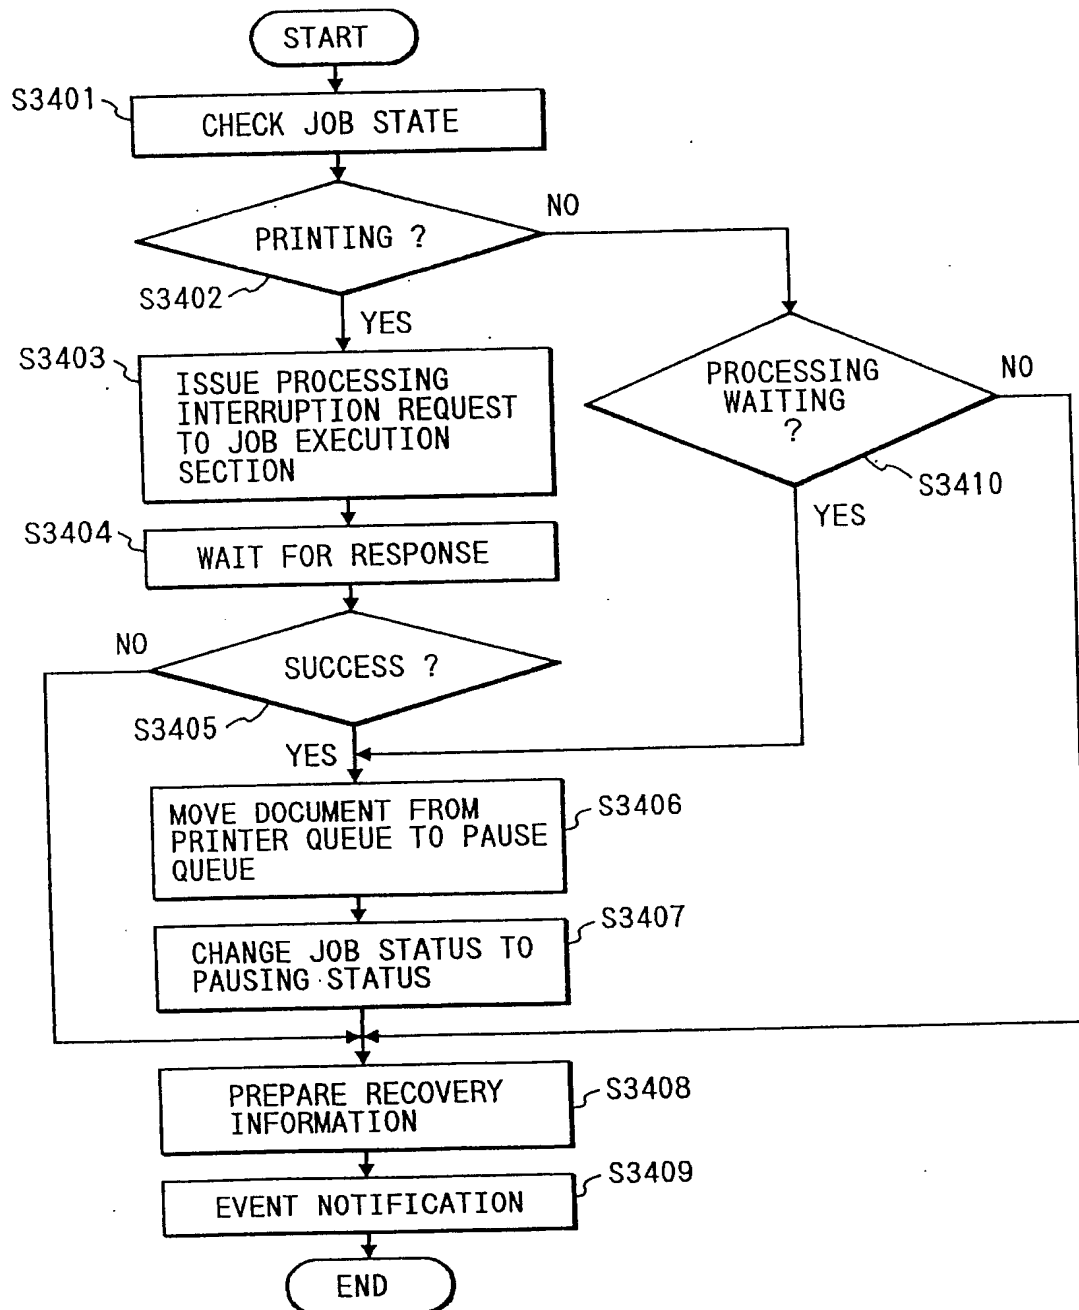 START
S3401
CHECK JOB STATE
PRINTING ?
NO
S3402
YES
S3403
ISSUE PROCESSING
INTERRUPTION REQUEST
TO JOB EXECUTION
SECTION
PROCESSING
WAITING
?
NO
S3410
YES
S3404
WAIT FOR RESPONSE
NO
SUCCESS ?
S3405
YES
MOVE DOCUMENT FROM
PRINTER QUEUE TO PAUSE
QUEUE
S3406
CHANGE JOB STATUS TO
PAUSING STATUS
S3407
PREPARE RECOVERY
INFORMATION
S3408
EVENT NOTIFICATION
S3409
END